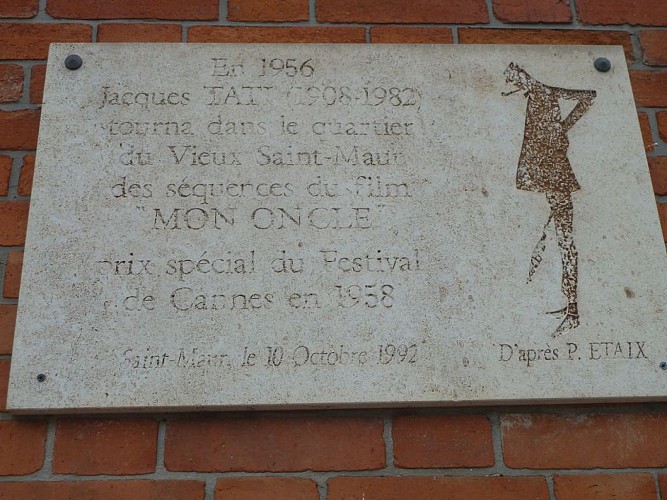 En 1956
Jacques TATI (1908-1982)
tourna dans le quartier
du Vieux Saint-Maur
des séquences du film
"MON ONCLE"
prix spécial du Festival
de Cannes en 1958
Saint-Maur, le 10 Octobre 1992
D'après P. ETAIX